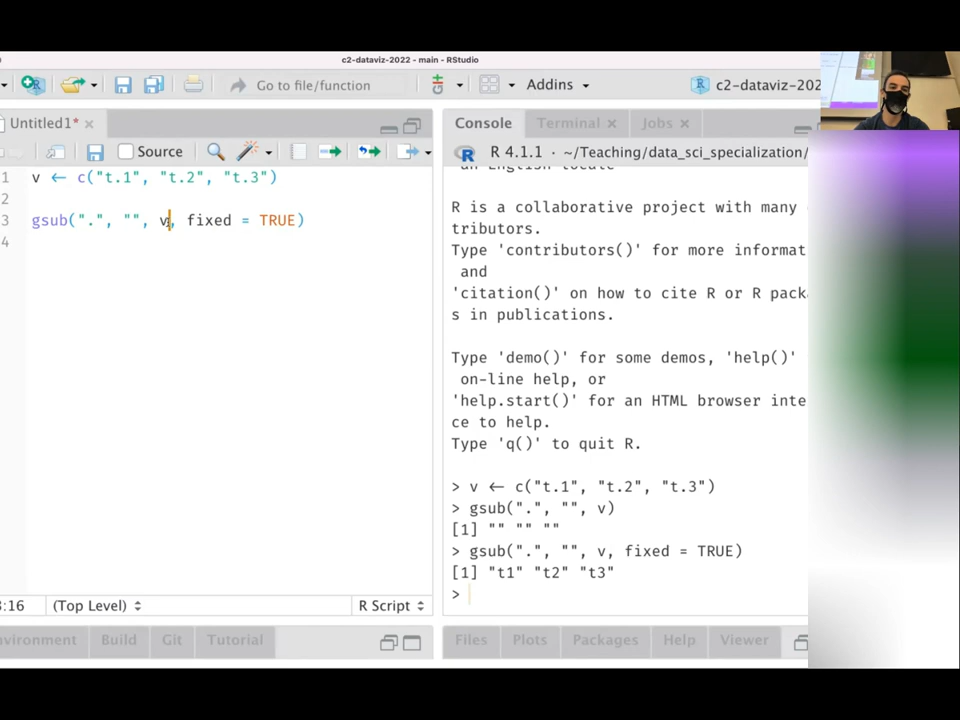 c2-dataviz-2022 - main - RStudio
Go to file/function
Addins
c2-dataviz-202
Untitled1*
Source
1 v <- c("t.1", "t.2", "t.3")
2
3 gsub(".", "", v, fixed = TRUE)
4
:16 (Top Level) R Script
nvironment Build Git Tutorial
Console Terminal Jobs
R 4.1.1 · ~/Teaching/data_sci_specialization/
an English locale
R is a collaborative project with many
tributors.
Type 'contributors()' for more informat
and
'citation()' on how to cite R or R pack
s in publications.
Type 'demo()' for some demos, 'help()'
on-line help, or
'help.start()' for an HTML browser inte
ce to help.
Type 'q()' to quit R.
> v <- c("t.1", "t.2", "t.3")
> gsub(".", "", v)
[1] "" "" ""
> gsub(".", "", v, fixed = TRUE)
[1] "t1" "t2" "t3"
>
Files Plots Packages Help Viewer